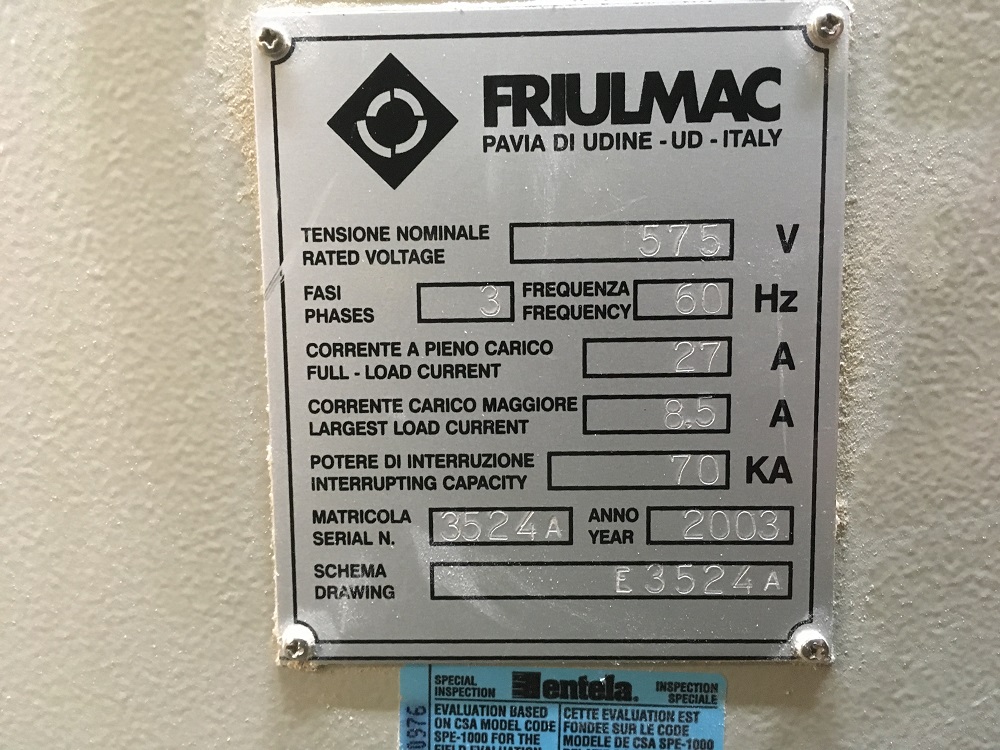 FRIULMAC
PAVIA DI UDINE - UD - ITALY
TENSIONE NOMINALE
RATED VOLTAGE
575 V
FASI
PHASES
3
FREQUENZA
FREQUENCY
60 Hz
CORRENTE A PIENO CARICO
FULL - LOAD CURRENT
27 A
CORRENTE CARICO MAGGIORE
LARGEST LOAD CURRENT
8.5 A
POTERE DI INTERRUZIONE
INTERRUPTING CAPACITY
70 KA
MATRICOLA
SERIAL N.
3524A
ANNO
YEAR
2003
SCHEMA
DRAWING
E3524A
SPECIAL
INSPECTION
entela.
INSPECTION
SPECIALE
EVALUATION BASED
ON CSA MODEL CODE
SPE-1000 FOR THE
CETTE EVALUATION EST
FONDEE SUR LE CODE
MODELE DE CSA SPE-1000